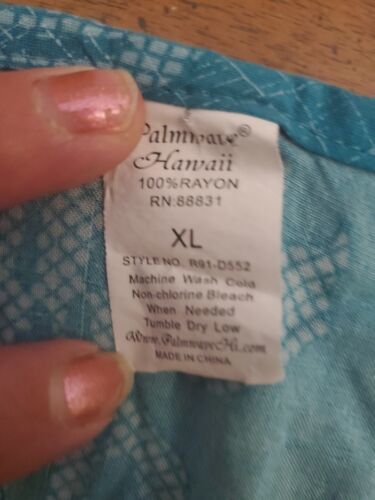 Palmwave®
Hawaii
100%RAYON
RN:88831
XL
STYLE NO. R91-D552
Machine Wash Cold
Non-chlorine Bleach
When Needed
Tumble Dry Low
Www.PalmwaveHi.com
MADE IN CHINA